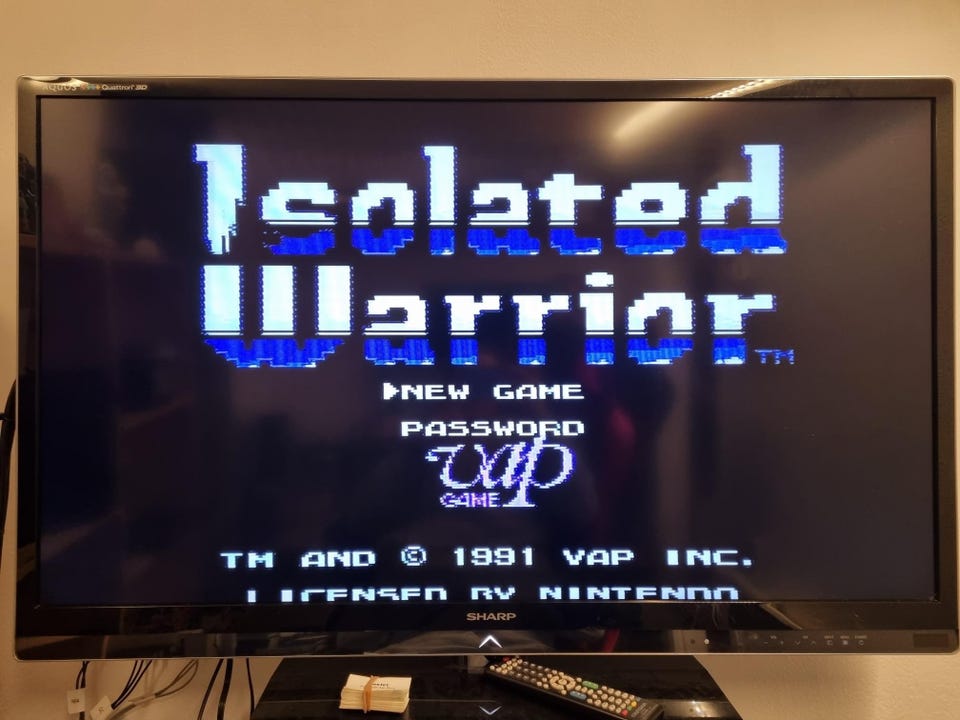 AQUOS Quattron 3D
Isolated
Warrior
TM
NEW GAME
PASSWORD
vap
GAME
TM AND © 1991 VAP INC.
LICENSED BY NINTENDO
SHARP